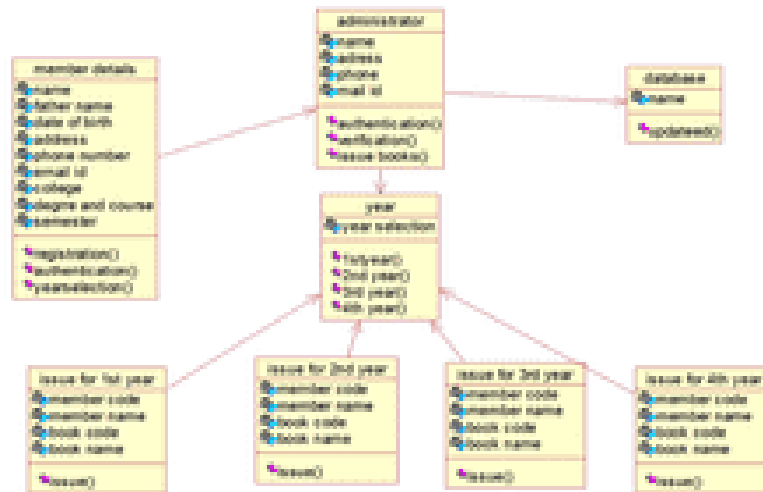 administrator
name
adress
phone
mail id
authentication()
verification()
issue books()
member details
name
father name
date of birth
address
phone number
email id
college
degree and course
semester
registration()
authentication()
yearselection()
database
name
updateed()
year
year selection
1styear()
2nd year()
3rd year()
4th year()
issue for 1st year
member code
member name
book code
book name
issue()
issue for 2nd year
member code
member name
book code
book name
issue()
issue for 3rd year
member code
member name
book code
book name
issue()
issue for 4th year
member code
member name
book code
book name
issue()